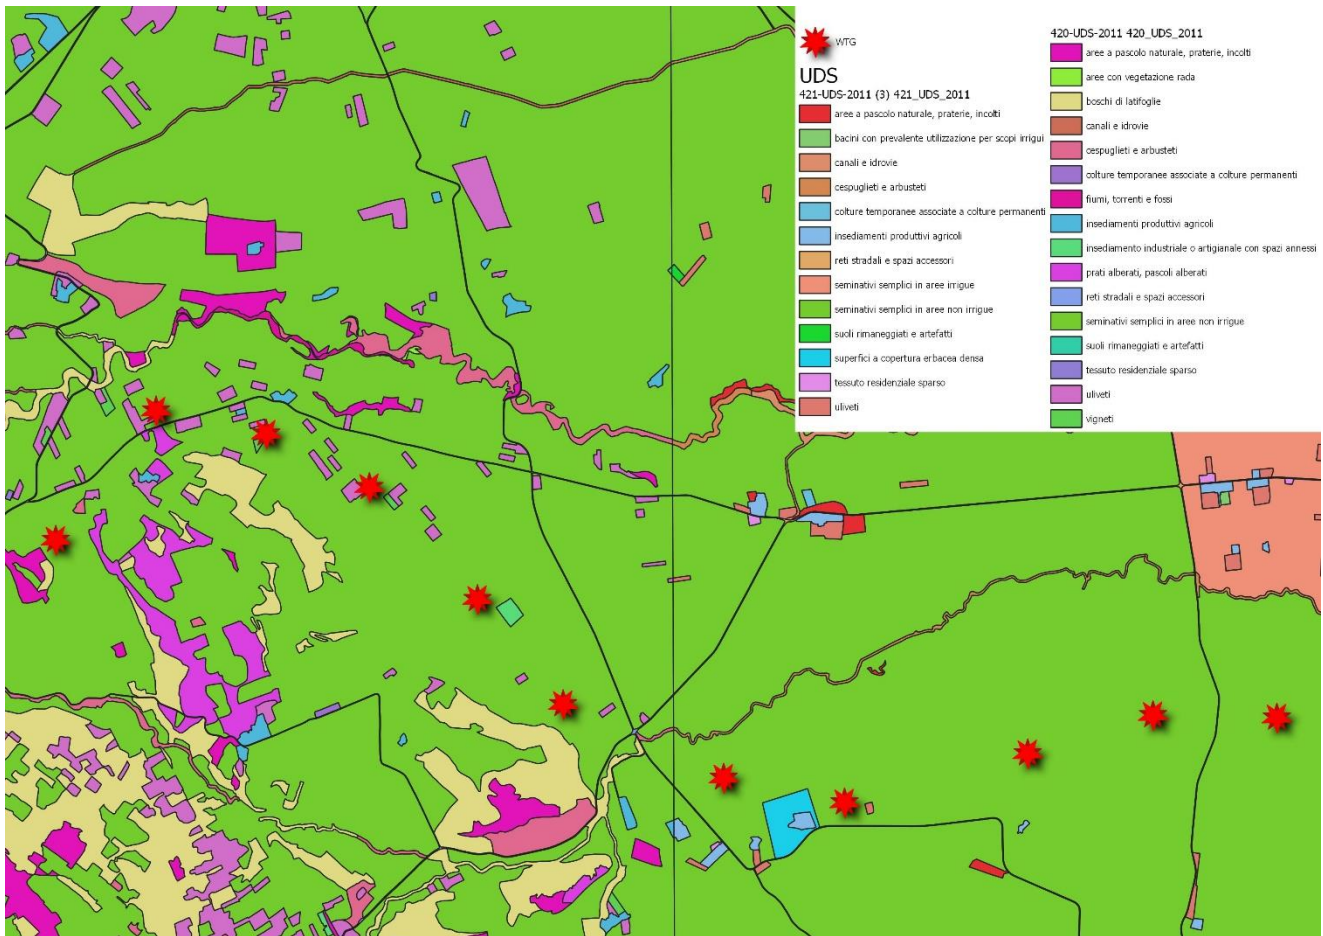 WTG
UDS
421-UDS-2011 (3) 421_UDS_2011
aree a pascolo naturale, praterie, incolti
bacini con prevalente utilizzazione per scopi irrigui
canali e idrovie
cespuglieti e arbusteti
colture temporanee associate a colture permanenti
insediamenti produttivi agricoli
reti stradali e spazi accessori
seminativi semplici in aree irrigue
seminativi semplici in aree non irrigue
suoli rimaneggiati e artefatti
superfici a copertura erbacea densa
tessuto residenziale sparso
uliveti
420-UDS-2011 420_UDS_2011
aree a pascolo naturale, praterie, incolti
aree con vegetazione rada
boschi di latifoglie
canali e idrovie
cespuglieti e arbusteti
colture temporanee associate a colture permanenti
fiumi, torrenti e fossi
insediamenti produttivi agricoli
insediamento industriale o artigianale con spazi annessi
prati alberati, pascoli alberati
reti stradali e spazi accessori
seminativi semplici in aree non irrigue
suoli rimaneggiati e artefatti
tessuto residenziale sparso
uliveti
vigneti